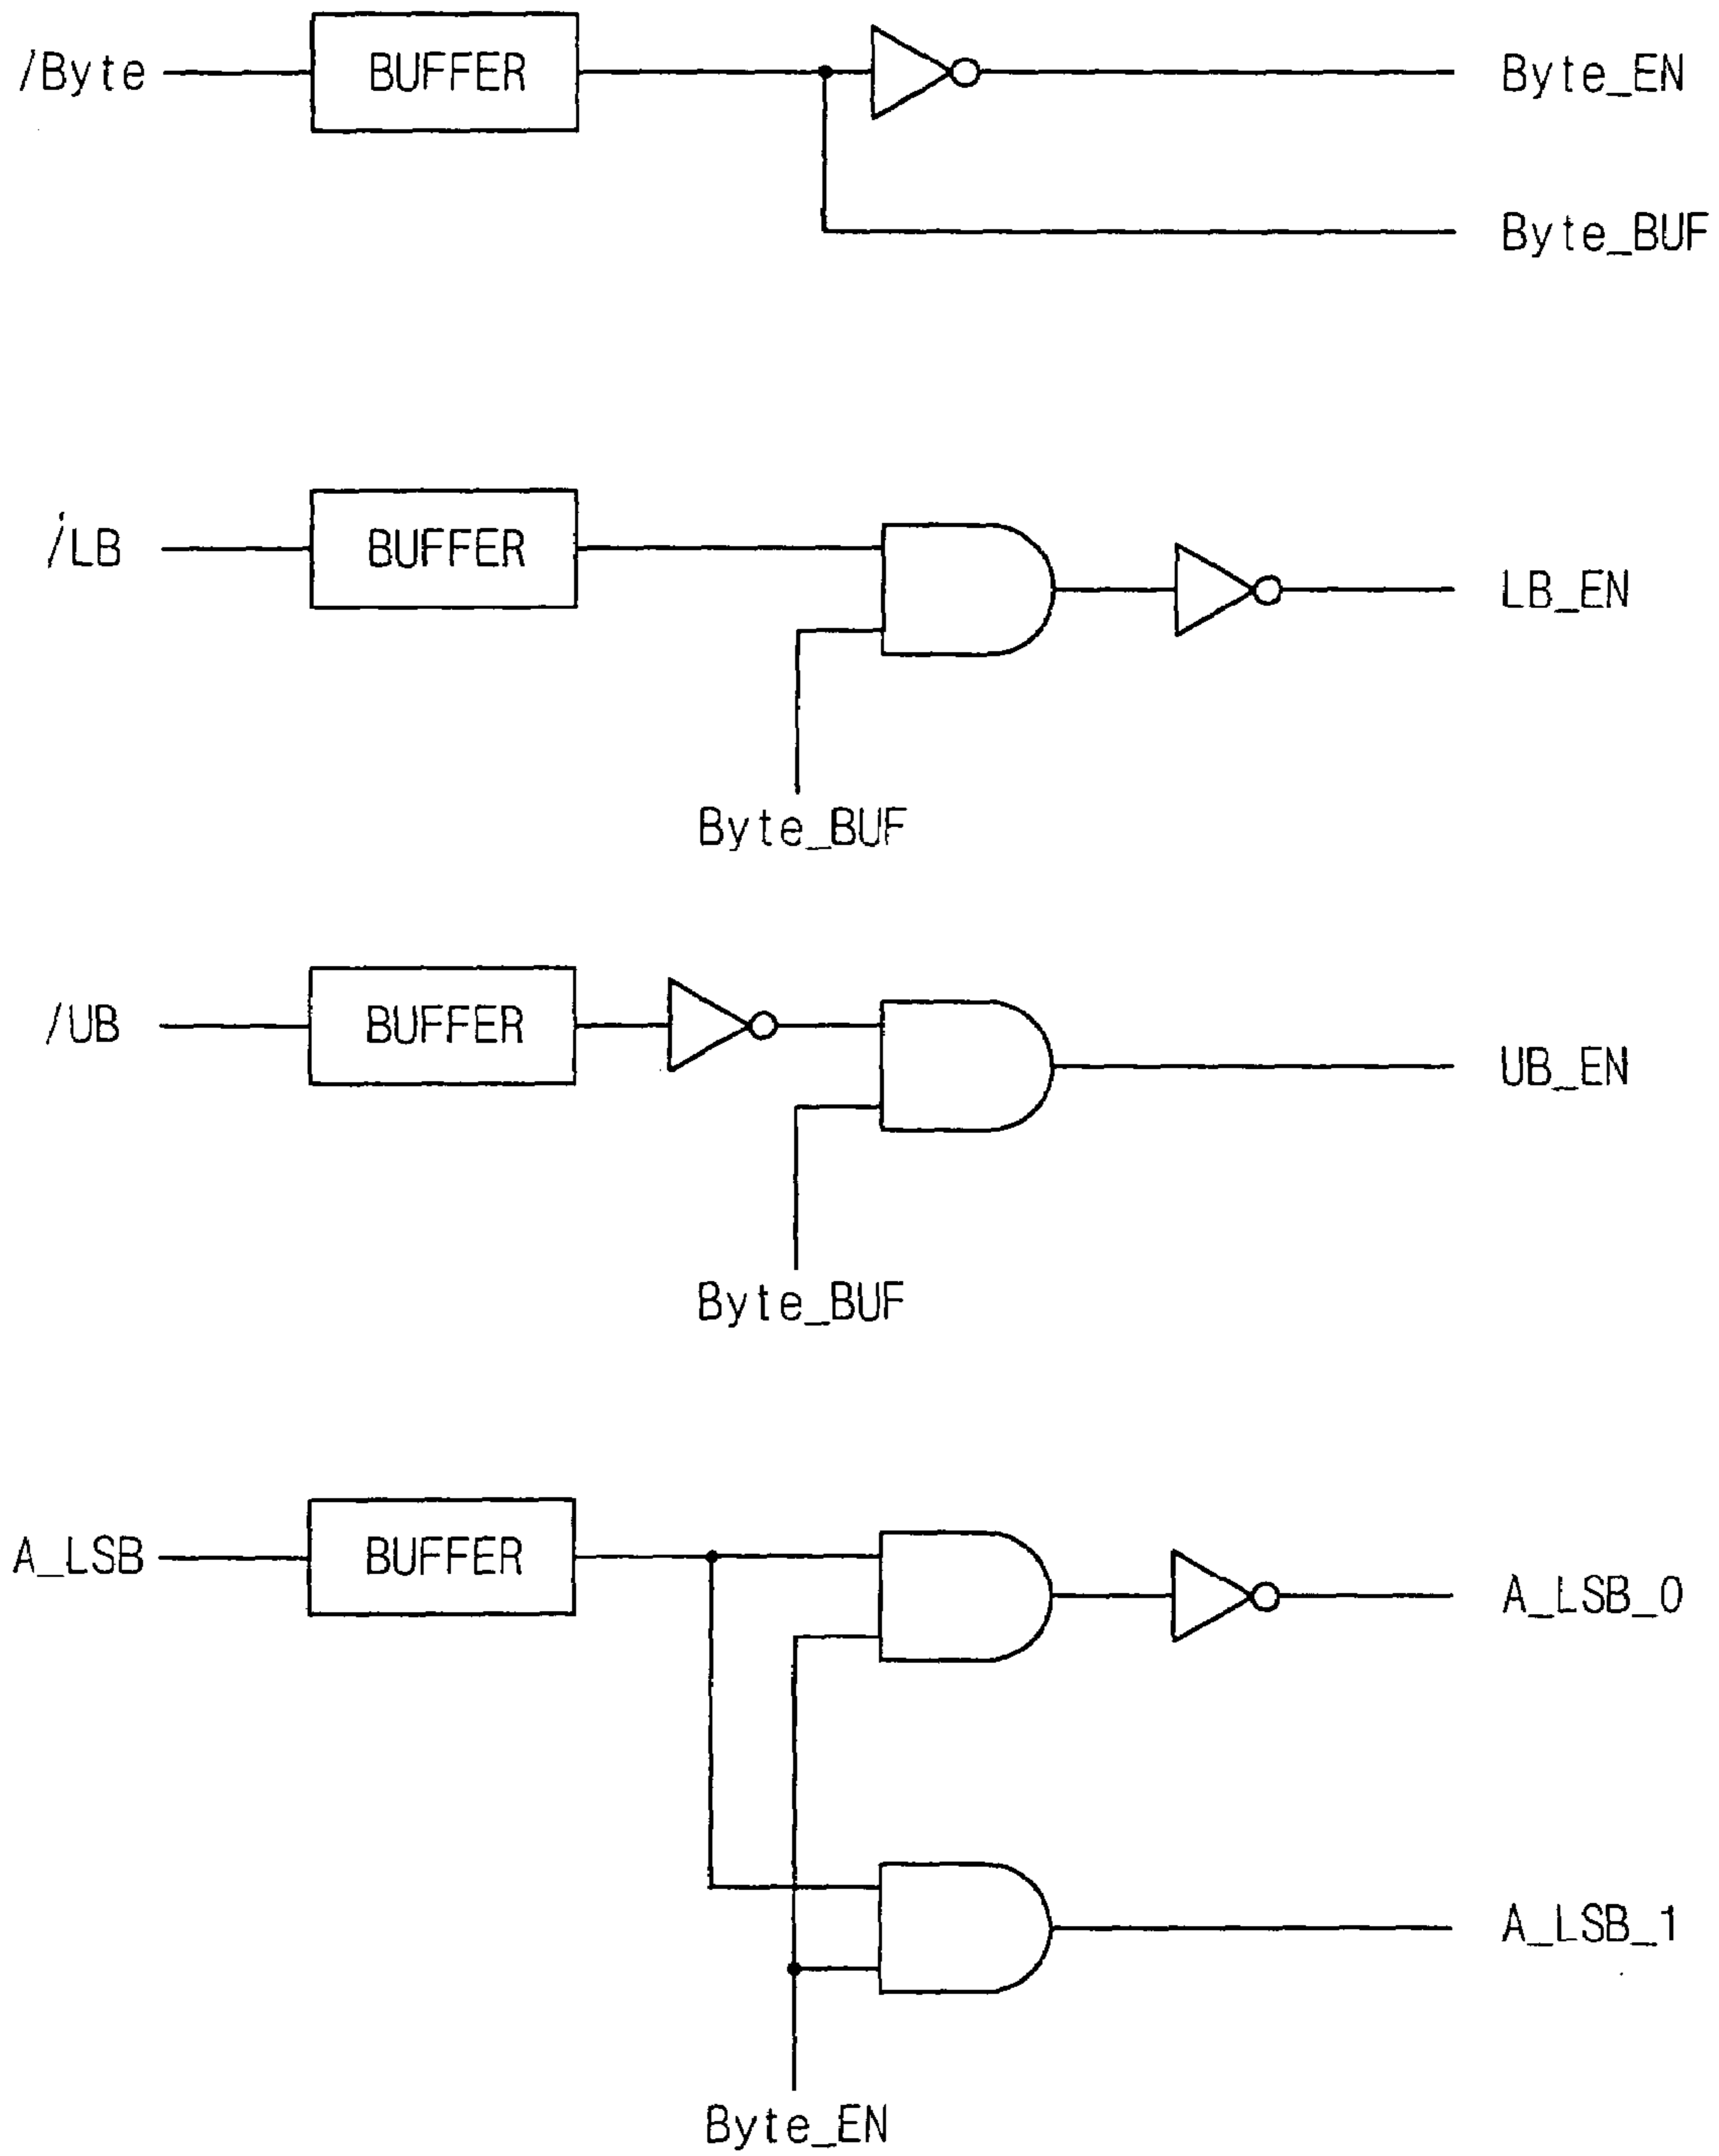 /Byte BUFFER Byte_EN
Byte_BUF
/LB BUFFER LB_EN
Byte_BUF
/UB BUFFER UB_EN
Byte_BUF
A_LSB BUFFER A_LSB_0
A_LSB_1
Byte_EN